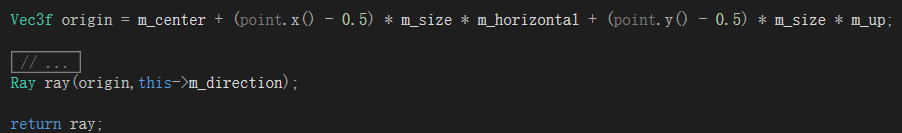 Vec3f origin = m_center + (point.x() - 0.5) * m_size * m_horizontal + (point.y() - 0.5) * m_size * m_up;
// ...
Ray ray(origin,this->m_direction);
return ray;